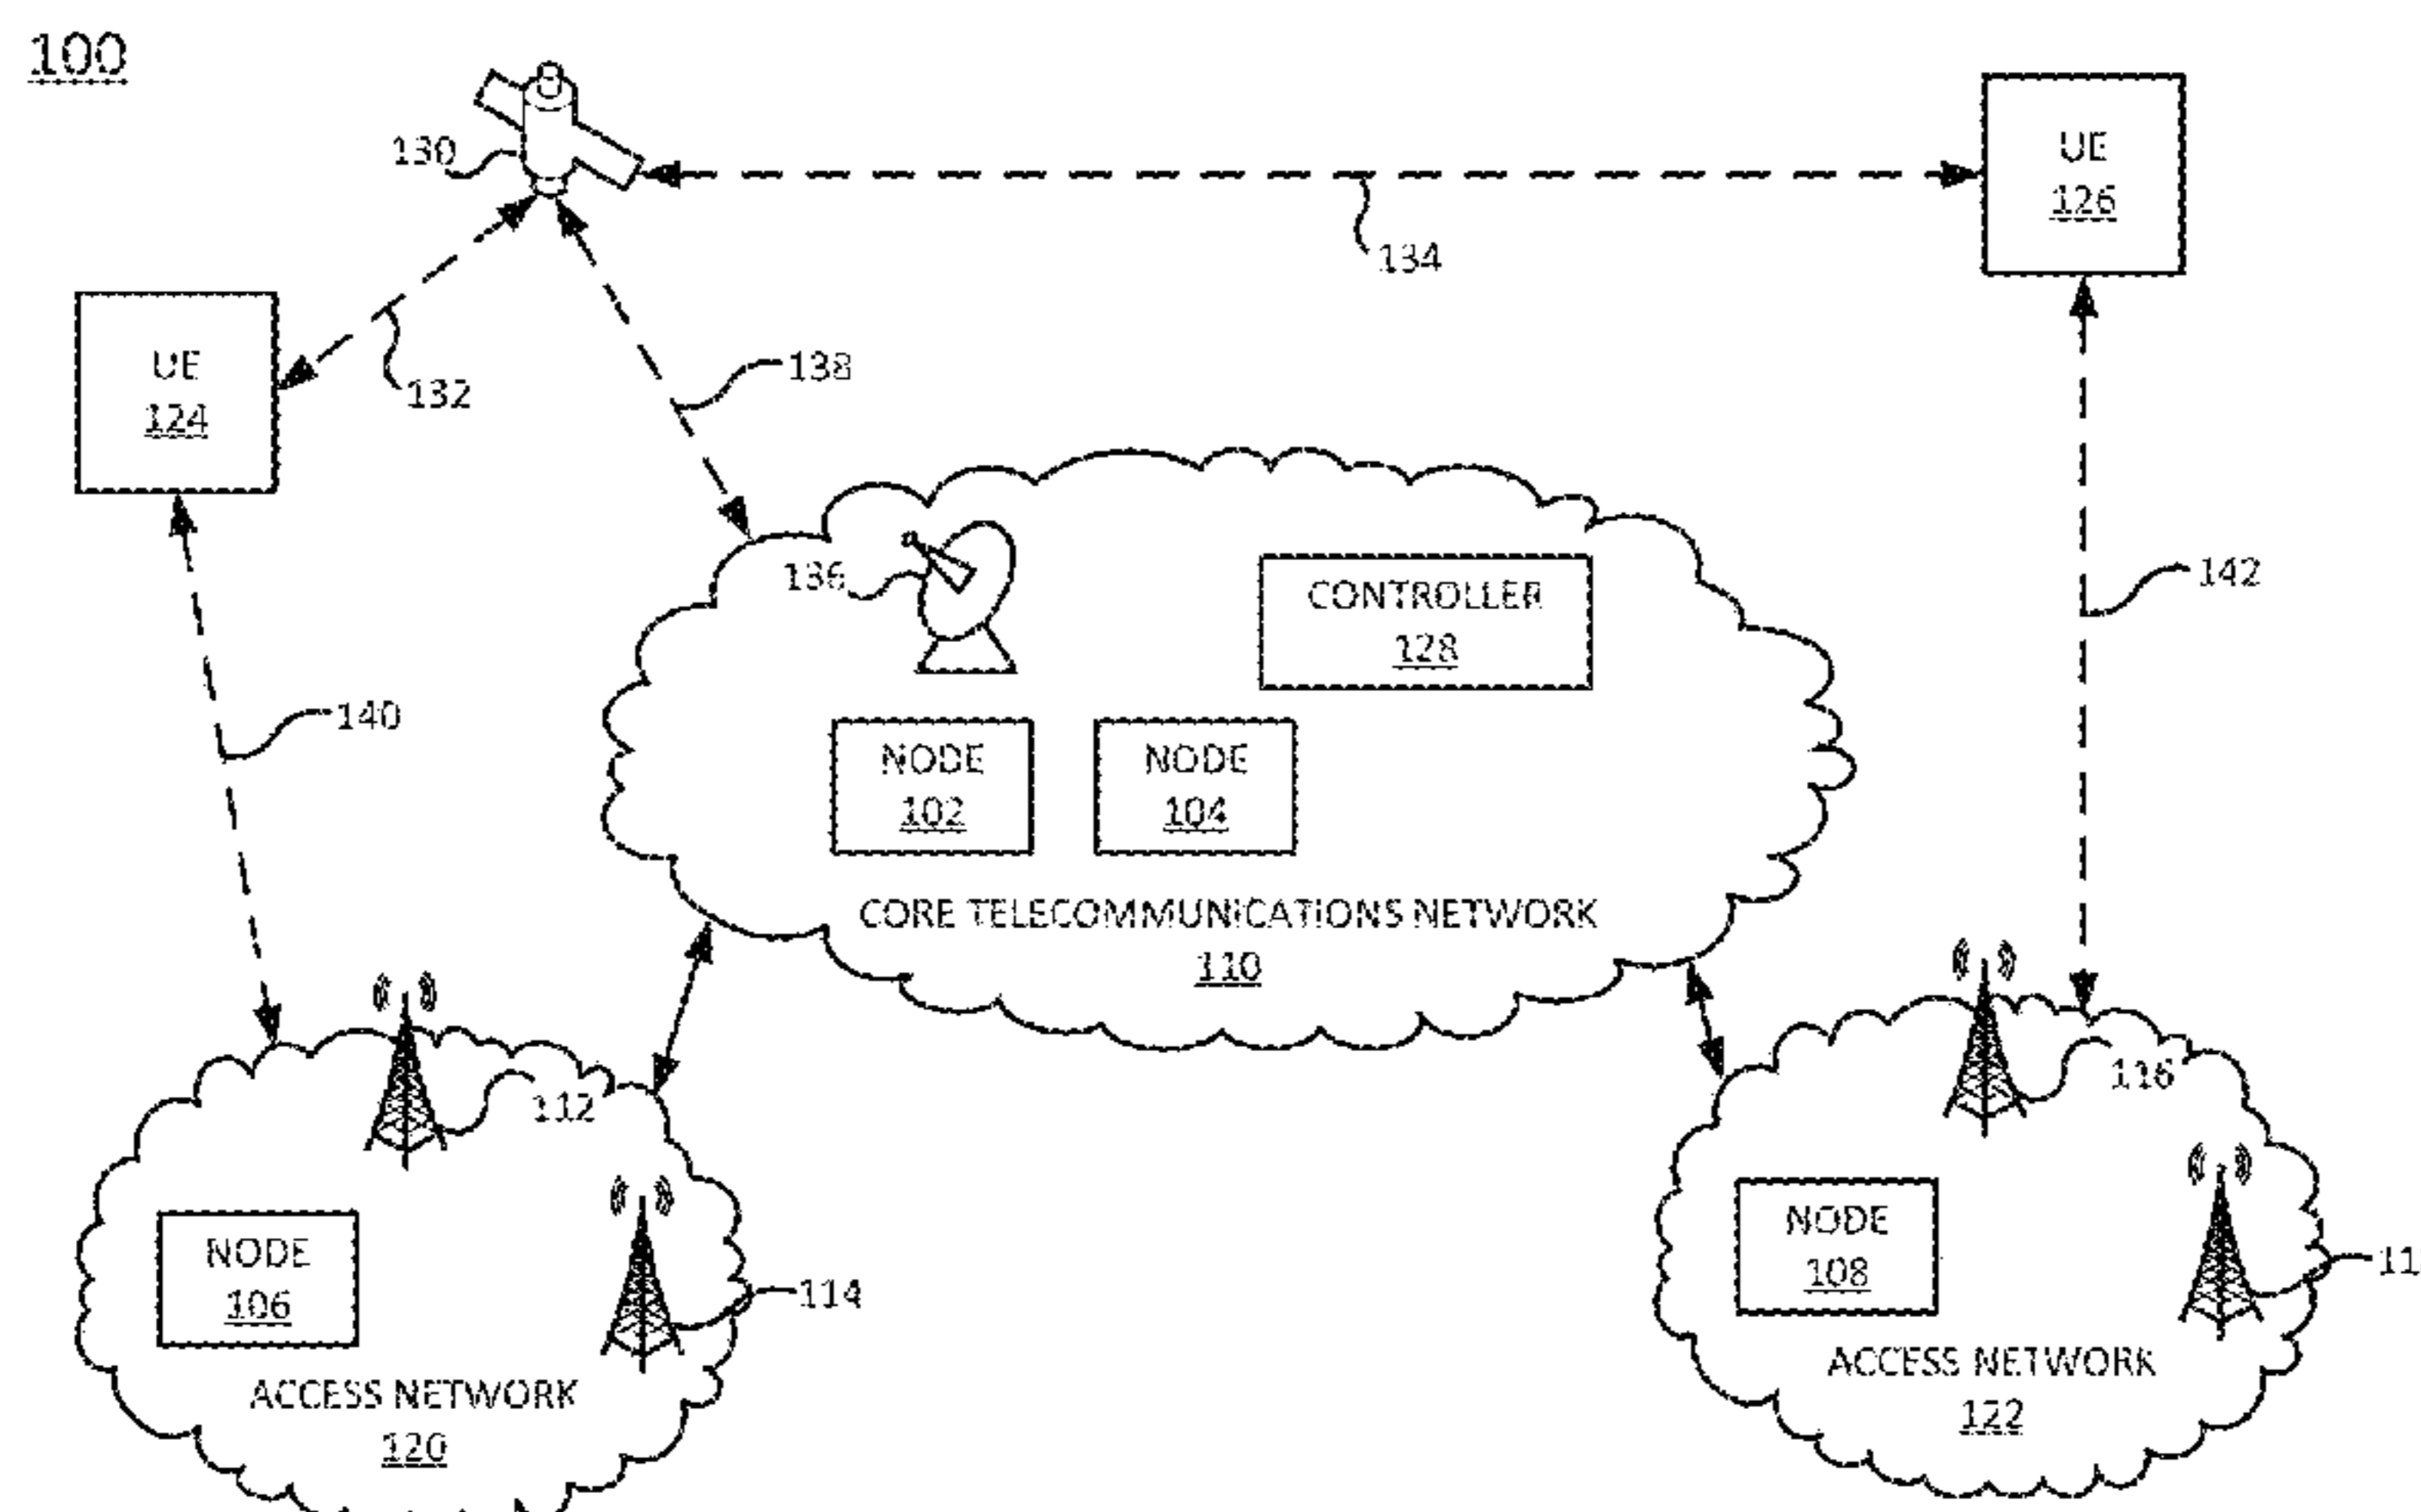 100
130
UE
126
134
UE
124
132
138
136
CONTROLLER
128
142
140
NODE
102
NODE
104
CORE TELECOMMUNICATIONS NETWORK
110
112
116
NODE
106
114
NODE
108
11
ACCESS NETWORK
120
ACCESS NETWORK
122